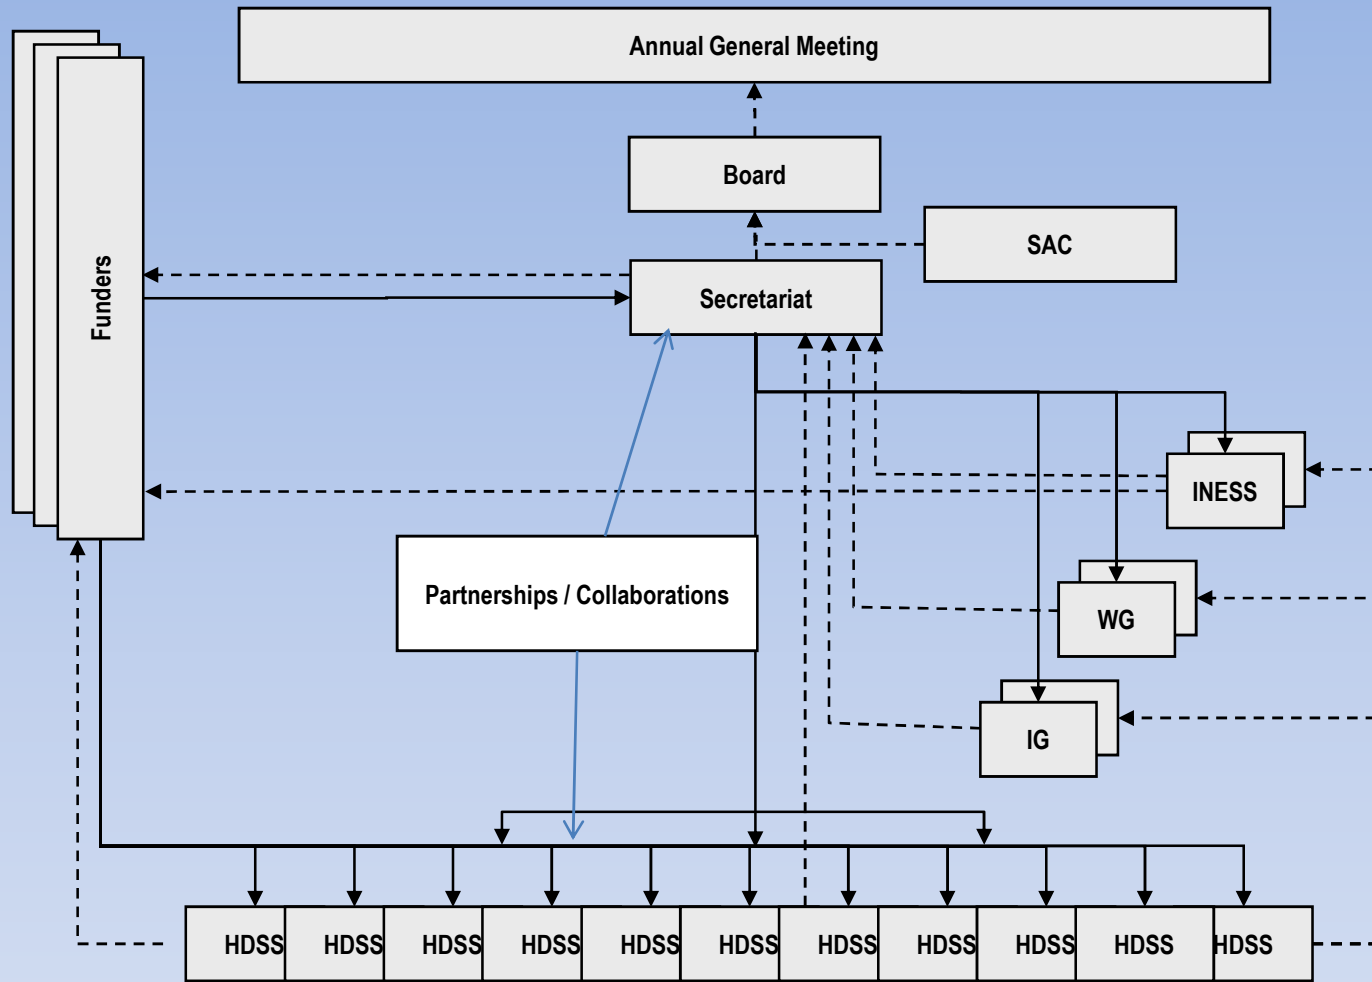 Annual General Meeting
Board
SAC
Funders
Secretariat
INESS
Partnerships / Collaborations
WG
IG
HDSS
HDSS
HDSS
HDSS
HDSS
HDSS
HDSS
HDSS
HDSS
HDSS
HDSS